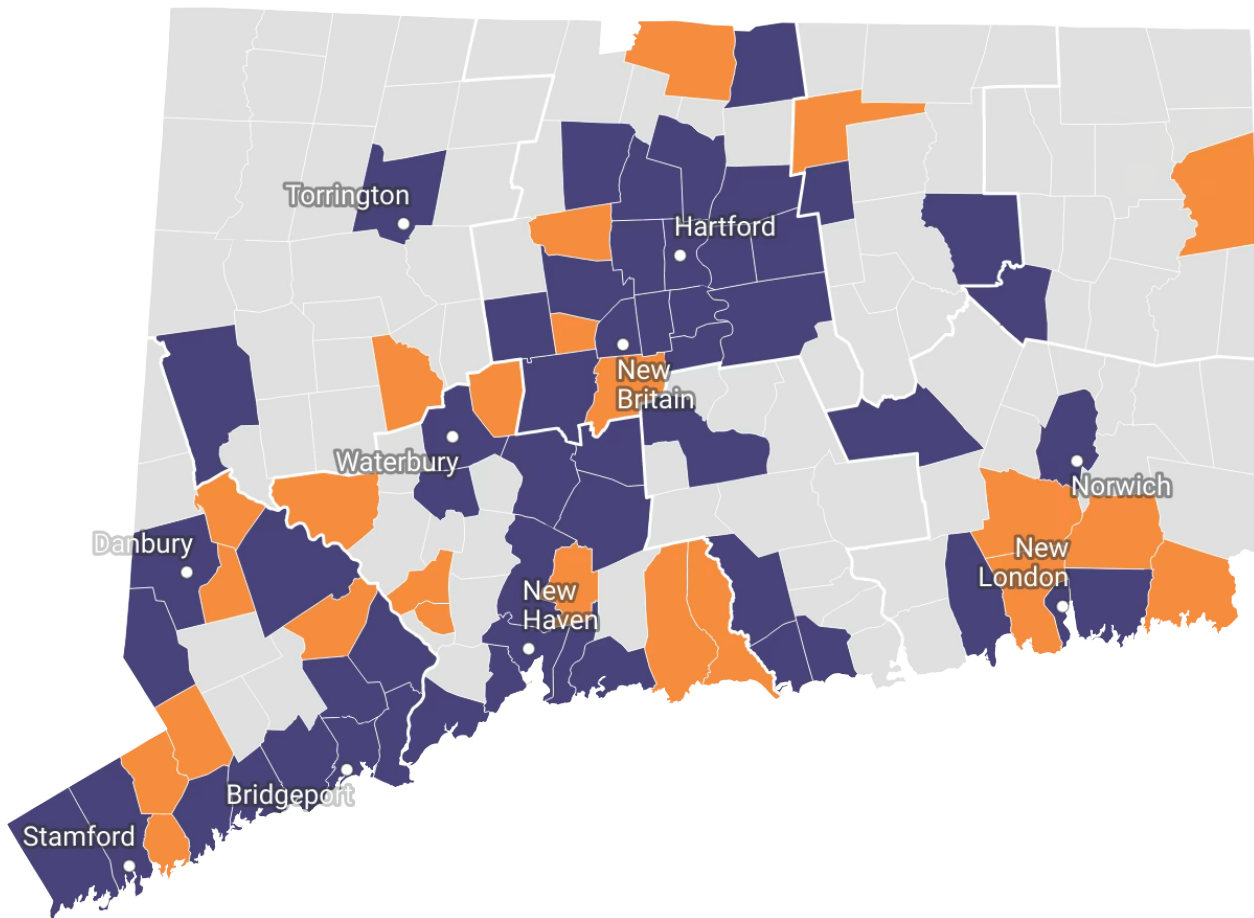 Torrington
Hartford
New
Britain
Waterbury
Norwich
Danbury
New
London
New
Haven
Bridgeport
Stamford